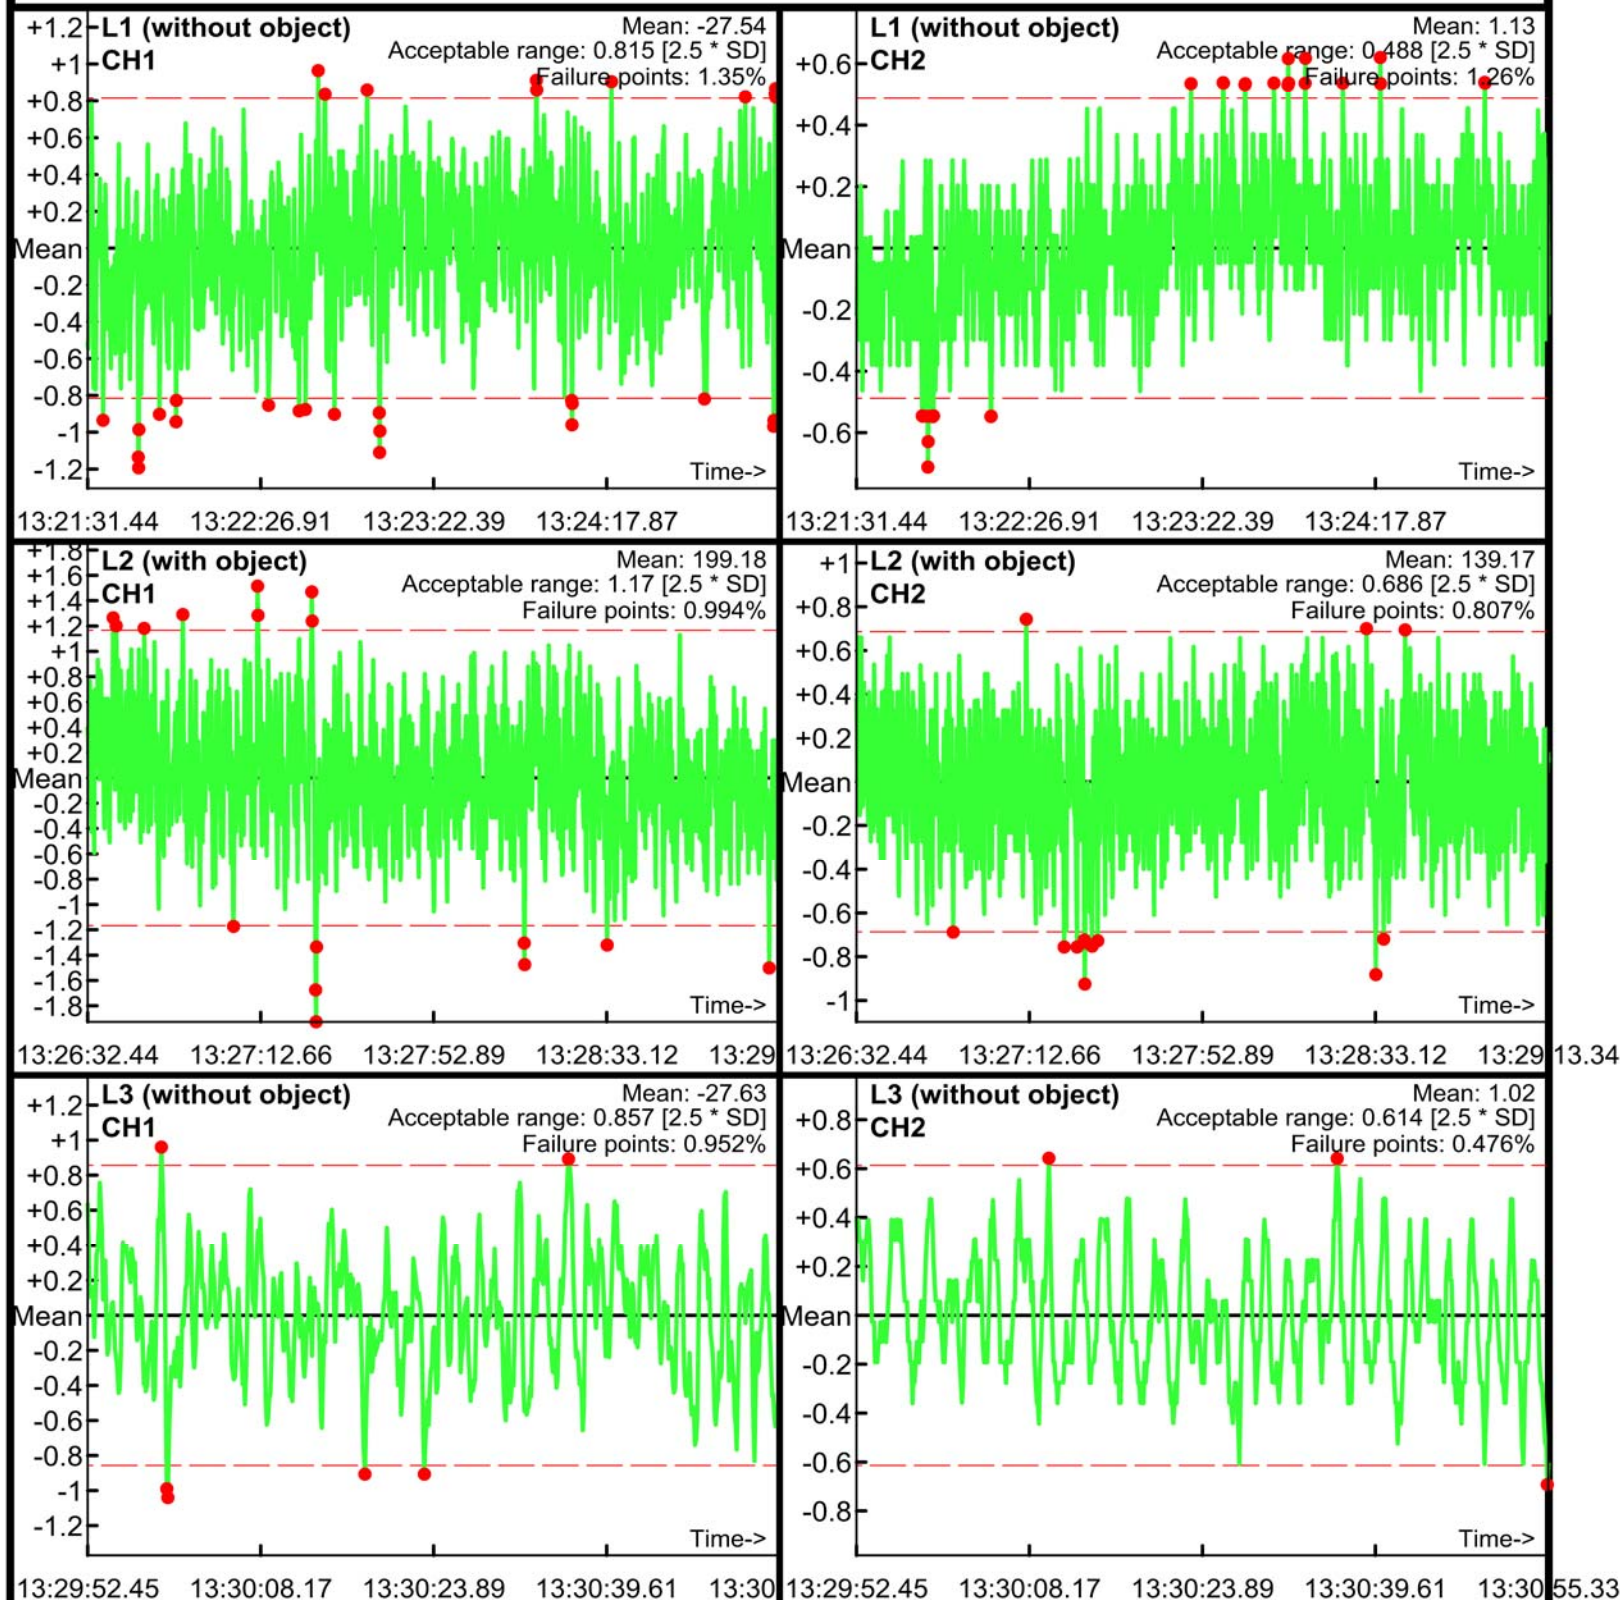 L1 (without object)
CH1
Mean: -27.54
Acceptable range: 0.815 [2.5 * SD]
Failure points: 1.35%
+1.2
+1
+0.8
+0.6
+0.4
+0.2
Mean
-0.2
-0.4
-0.6
-0.8
-1
-1.2
Time->
13:21:31.44 13:22:26.91 13:23:22.39 13:24:17.87
L1 (without object)
CH2
Mean: 1.13
Acceptable range: 0.488 [2.5 * SD]
Failure points: 1.26%
+0.6
+0.4
+0.2
Mean
-0.2
-0.4
-0.6
Time->
13:21:31.44 13:22:26.91 13:23:22.39 13:24:17.87
L2 (with object)
CH1
Mean: 199.18
Acceptable range: 1.17 [2.5 * SD]
Failure points: 0.994%
+1.8
+1.6
+1.4
+1.2
+1
+0.8
+0.6
+0.4
+0.2
Mean
-0.2
-0.4
-0.6
-0.8
-1
-1.2
-1.4
-1.6
-1.8
Time->
13:26:32.44 13:27:12.66 13:27:52.89 13:28:33.12 13:29
L2 (with object)
CH2
Mean: 139.17
Acceptable range: 0.686 [2.5 * SD]
Failure points: 0.807%
+1
+0.8
+0.6
+0.4
+0.2
Mean
-0.2
-0.4
-0.6
-0.8
-1
Time->
13:26:32.44 13:27:12.66 13:27:52.89 13:28:33.12 13:29:13.34
L3 (without object)
CH1
Mean: -27.63
Acceptable range: 0.857 [2.5 * SD]
Failure points: 0.952%
+1.2
+1
+0.8
+0.6
+0.4
+0.2
Mean
-0.2
-0.4
-0.6
-0.8
-1
-1.2
Time->
13:29:52.45 13:30:08.17 13:30:23.89 13:30:39.61 13:30
L3 (without object)
CH2
Mean: 1.02
Acceptable range: 0.614 [2.5 * SD]
Failure points: 0.476%
+0.8
+0.6
+0.4
+0.2
Mean
-0.2
-0.4
-0.6
-0.8
Time->
13:29:52.45 13:30:08.17 13:30:23.89 13:30:39.61 13:30:55.33